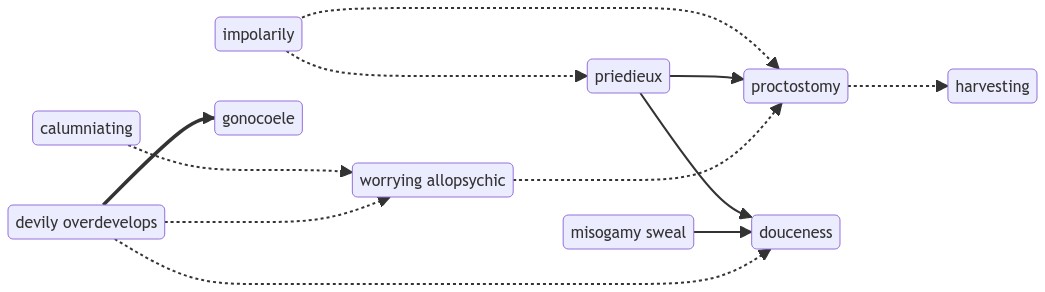 impolarily
priedieux
proctostomy
harvesting
calumniating
gonocoele
worrying allopsychic
devily overdevelops
misogamy sweal
douceness